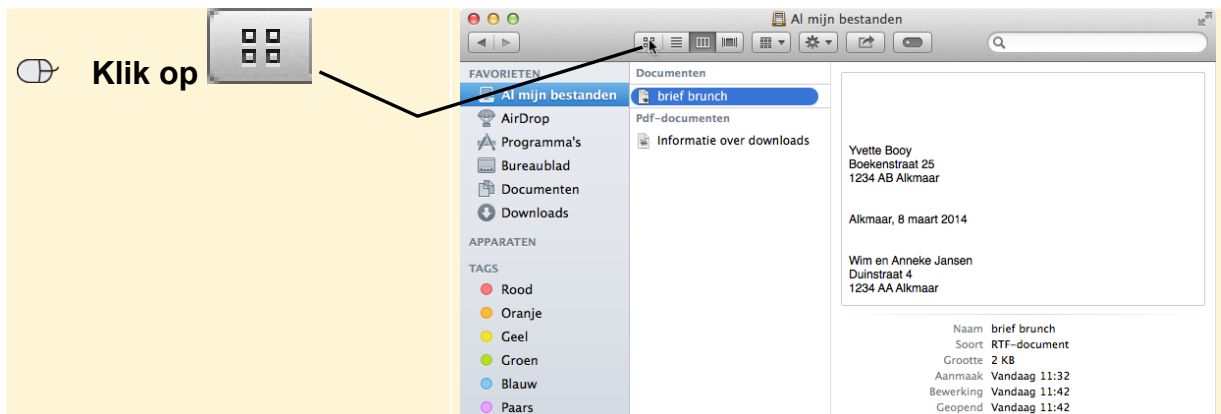 Klik op
Al mijn bestanden
FAVORIETEN
Al mijn bestanden
AirDrop
Programma's
Bureaublad
Documenten
Downloads
APPARATEN
TAGS
Rood
Oranje
Geel
Groen
Blauw
Paars
Documenten
brief brunch
Pdf-documenten
Informatie over downloads
Yvette Booy
Boekenstraat 25
1234 AB Alkmaar
Alkmaar, 8 maart 2014
Wim en Anneke Jansen
Duinstraat 4
1234 AA Alkmaar
Naam brief brunch
Soort RTF-document
Grootte 2 KB
Aanmaak Vandaag 11:32
Bewerking Vandaag 11:42
Geopend Vandaag 11:42